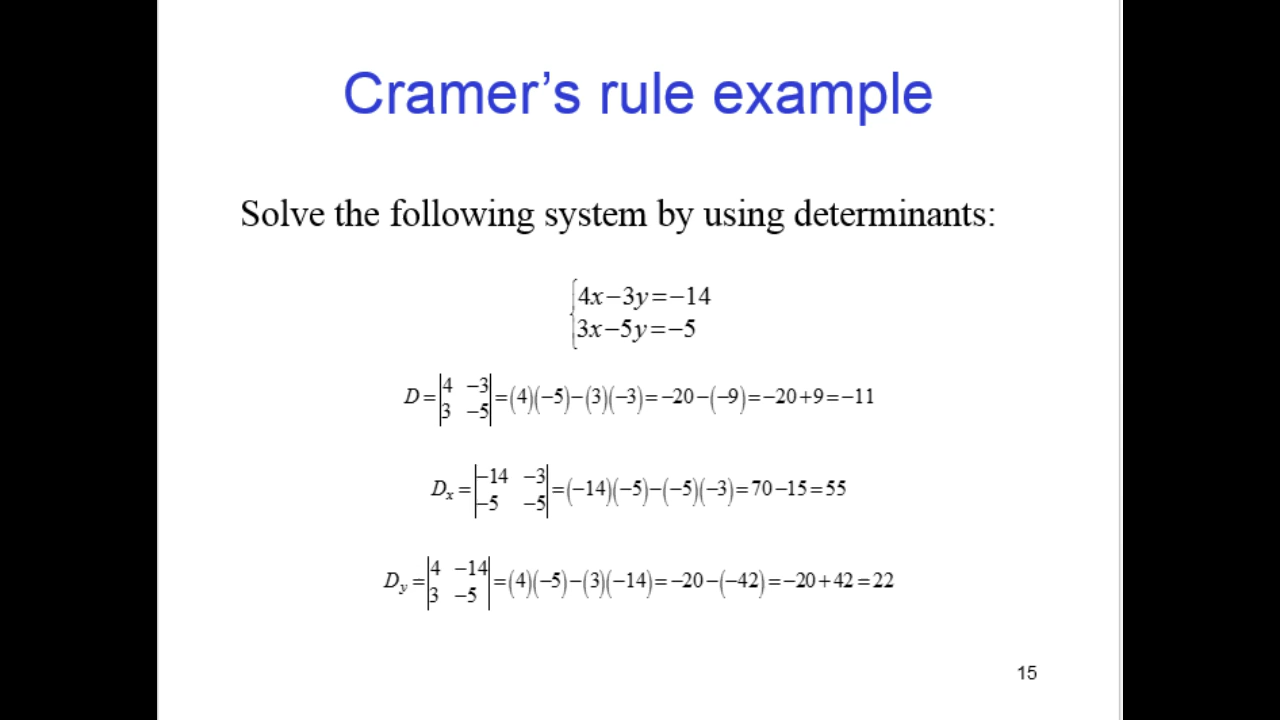 Cramer's rule example
Solve the following system by using determinants:
4x−3y=−14
3x−5y=−5
D=|4 −3| =(4)(−5)−(3)(−3)=−20−(−9)=−20+9=−11
|3 −5|
Dx=|−14 −3| =(−14)(−5)−(−5)(−3)=70−15=55
|−5 −5|
Dy=|4 −14| =(4)(−5)−(3)(−14)=−20−(−42)=−20+42=22
|3 −5|
15